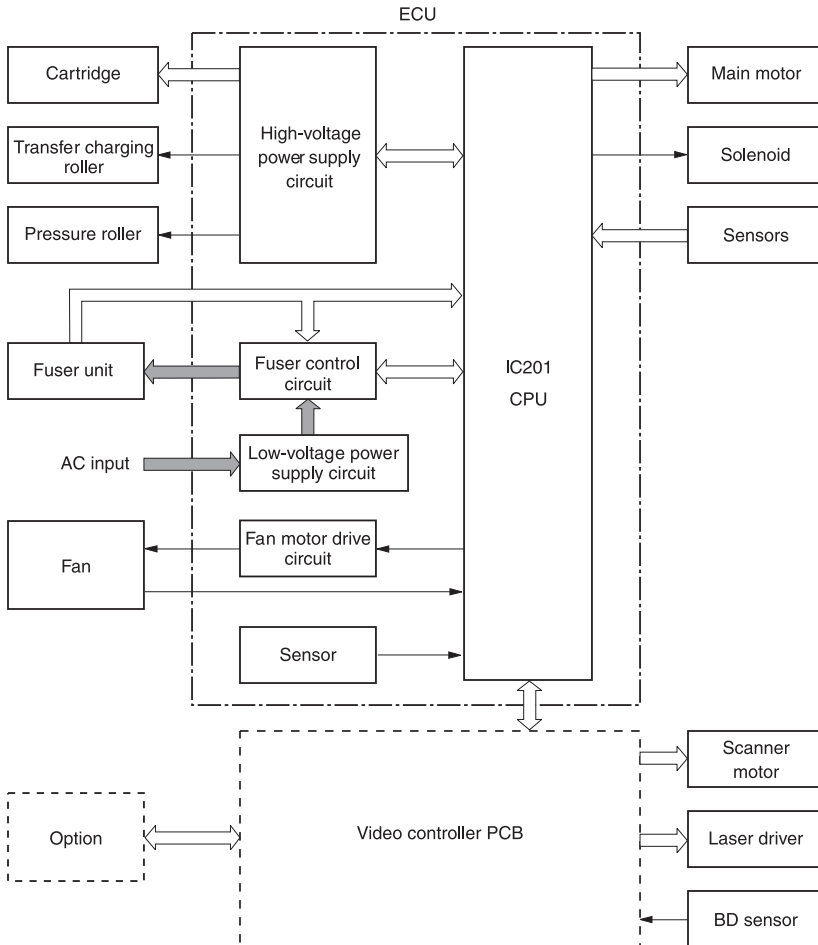 ECU
Cartridge
Transfer charging
roller
Pressure roller
High-voltage
power supply
circuit
IC201
CPU
Main motor
Solenoid
Sensors
Fuser unit
Fuser control
circuit
AC input
Low-voltage power
supply circuit
Fan
Fan motor drive
circuit
Sensor
Option
Video controller PCB
Scanner
motor
Laser driver
BD sensor